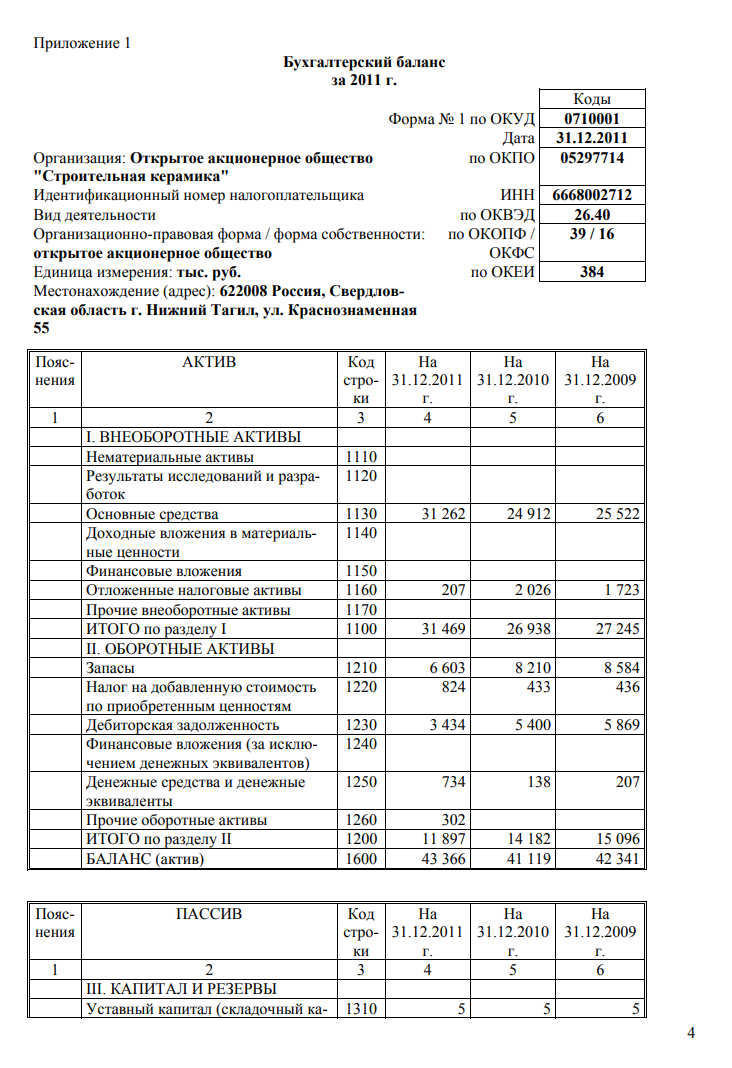 Приложение 1
Бухгалтерский баланс
за 2011 г.
Коды
Форма № 1 по ОКУД 0710001
Дата 31.12.2011
Организация: Открытое акционерное общество по ОКПО 05297714
"Строительная керамика"
Идентификационный номер налогоплательщика ИНН 6668002712
Вид деятельности по ОКВЭД 26.40
Организационно-правовая форма / форма собственности: по ОКОПФ / 39 / 16
открытое акционерное общество ОКФС
Единица измерения: тыс. руб. по ОКЕИ 384
Местонахождение (адрес): 622008 Россия, Свердлов-
ская область г. Нижний Тагил, ул. Краснознаменная
55
Пояс- АКТИВ Код На На На
нения стро- 31.12.2011 31.12.2010 31.12.2009
ки г. г. г.
1 2 3 4 5 6
I. ВНЕОБОРОТНЫЕ АКТИВЫ
Нематериальные активы 1110
Результаты исследований и разра- 1120
боток
Основные средства 1130 31 262 24 912 25 522
Доходные вложения в материаль- 1140
ные ценности
Финансовые вложения 1150
Отложенные налоговые активы 1160 207 2 026 1 723
Прочие внеоборотные активы 1170
ИТОГО по разделу I 1100 31 469 26 938 27 245
II. ОБОРОТНЫЕ АКТИВЫ
Запасы 1210 6 603 8 210 8 584
Налог на добавленную стоимость 1220 824 433 436
по приобретенным ценностям
Дебиторская задолженность 1230 3 434 5 400 5 869
Финансовые вложения (за исклю- 1240
чением денежных эквивалентов)
Денежные средства и денежные 1250 734 138 207
эквиваленты
Прочие оборотные активы 1260 302
ИТОГО по разделу II 1200 11 897 14 182 15 096
БАЛАНС (актив) 1600 43 366 41 119 42 341
Пояс- ПАССИВ Код На На На
нения стро- 31.12.2011 31.12.2010 31.12.2009
ки г. г. г.
1 2 3 4 5 6
III. КАПИТАЛ И РЕЗЕРВЫ
Уставный капитал (складочный ка- 1310 5 5 5
4